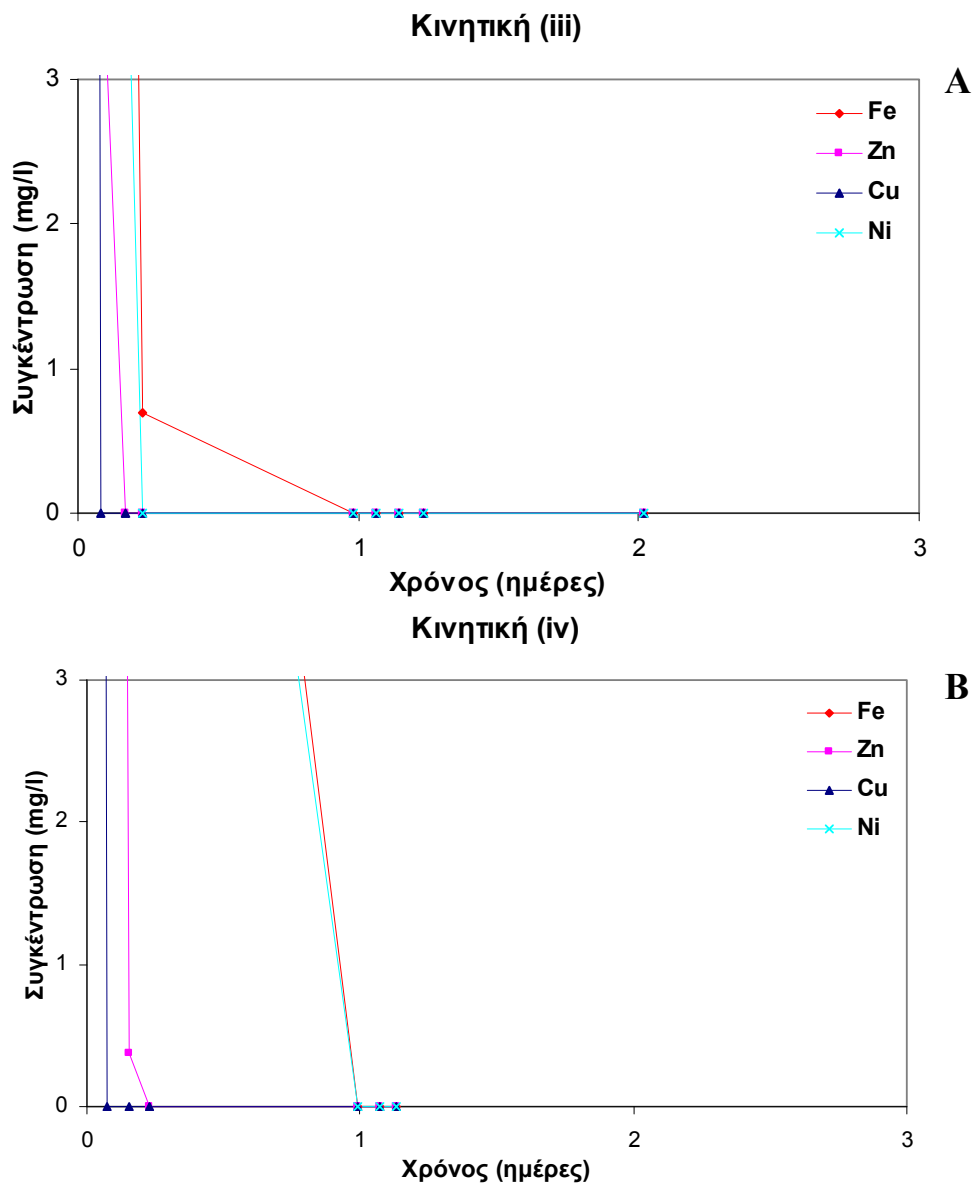 Κινητική (iii)
A
3
2
1
0
Συγκέντρωση (mg/l)
Fe
Zn
Cu
Ni
0 1 2 3
Χρόνος (ημέρες)
Κινητική (iv)
B
3
2
1
0
Συγκέντρωση (mg/l)
Fe
Zn
Cu
Ni
0 1 2 3
Χρόνος (ημέρες)